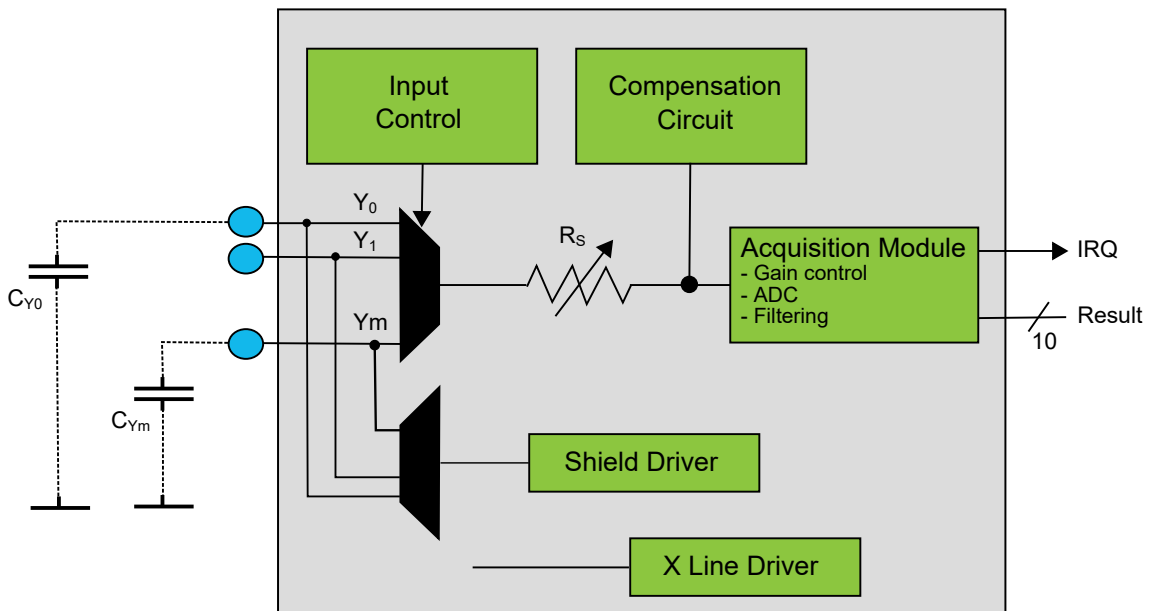 Input
Control
Compensation
Circuit
Y0
Y1
RS
Acquisition Module
- Gain control
- ADC
- Filtering
IRQ
Result
10
CY0
Ym
CYm
Shield Driver
X Line Driver